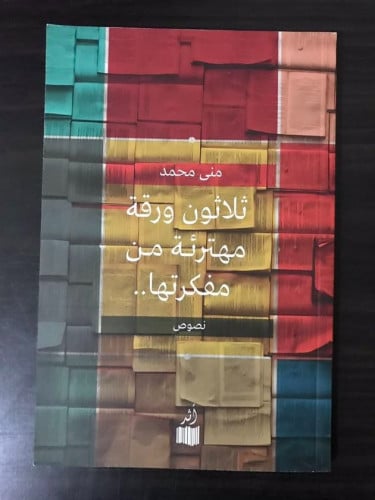 منى محمد
ثلاثون ورقة
مهترئة من
مفكرتها..
نصوص
أثر